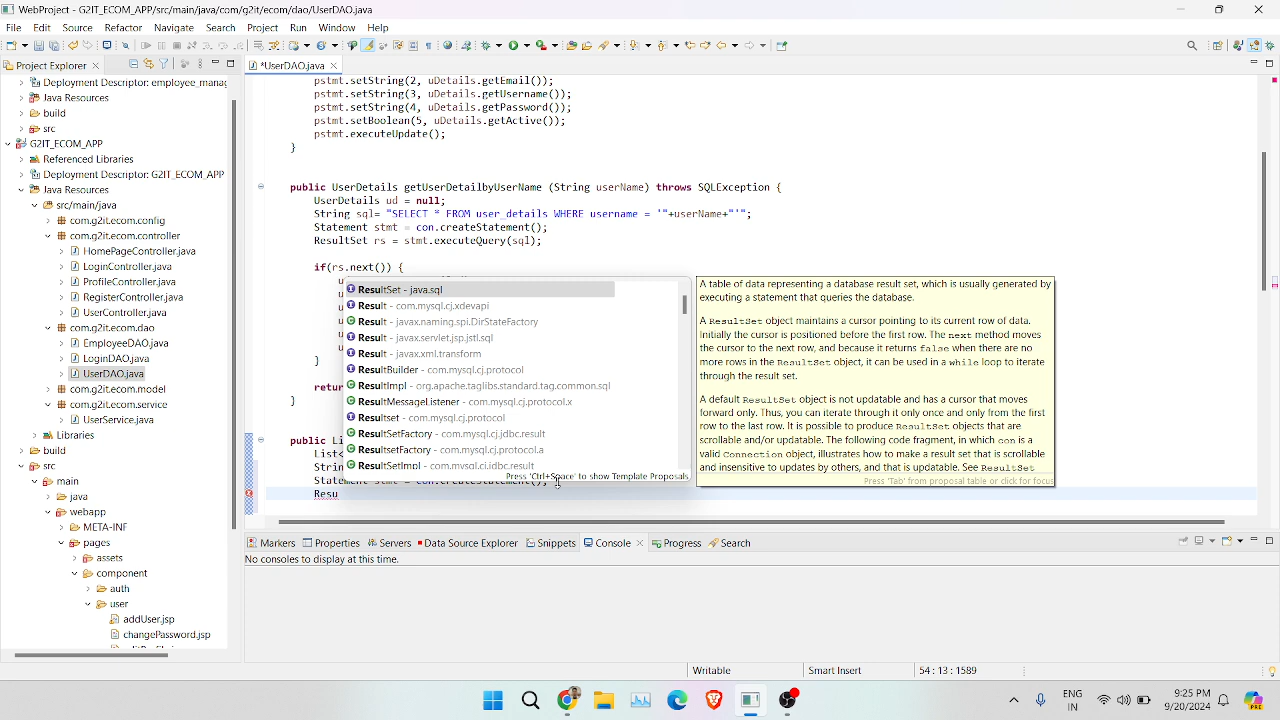 WebProject - G2IT_ECOM_APP/src/main/java/com/g2it/ecom/dao/UserDAO.java
File Edit Source Refactor Navigate Search Project Run Window Help
Project Explorer
*UserDAO.java
Deployment Descriptor: employee_manag
Java Resources
build
src
G2IT_ECOM_APP
Referenced Libraries
Deployment Descriptor: G2IT_ECOM_APP
Java Resources
src/main/java
com.g2it.ecom.config
com.g2it.ecom.controller
HomePageController.java
LoginController.java
ProfileController.java
RegisterController.java
UserController.java
com.g2it.ecom.dao
EmployeeDAO.java
LoginDAO.java
UserDAO.java
com.g2it.ecom.model
com.g2it.ecom.service
UserService.java
Libraries
build
src
main
java
webapp
META-INF
pages
assets
component
auth
user
addUser.jsp
changePassword.jsp
pstmt.setString(2, uDetails.getEmail());
pstmt.setString(3, uDetails.getUsername());
pstmt.setString(4, uDetails.getPassword());
pstmt.setBoolean(5, uDetails.getActive());
pstmt.executeUpdate();
}
public UserDetails getUserDetailbyUserName (String userName) throws SQLException {
UserDetails ud = null;
String sql= "SELECT * FROM user_details WHERE username = '"+userName+"'";
Statement stmt = con.createStatement();
ResultSet rs = stmt.executeQuery(sql);
if(rs.next()) {
u
u
}
retur
}
public Li
List<
Strin
Statement stmt = con.createStatement();
Resu
ResultSet - java.sql
Result - com.mysql.cj.xdevapi
Result - javax.naming.spi.DirStateFactory
Result - javax.servlet.jsp.jstl.sql
Result - javax.xml.transform
ResultBuilder - com.mysql.cj.protocol
ResultImpl - org.apache.taglibs.standard.tag.common.sql
ResultMessageListener - com.mysql.cj.protocol.x
Resultset - com.mysql.cj.protocol
ResultSetFactory - com.mysql.cj.jdbc.result
ResultsetFactory - com.mysql.cj.protocol.a
ResultSetImpl - com.mysql.cj.jdbc.result
Press 'Ctrl+Space' to show Template Proposals
A table of data representing a database result set, which is usually generated by
executing a statement that queries the database.
A ResultSet object maintains a cursor pointing to its current row of data.
Initially the cursor is positioned before the first row. The next method moves
the cursor to the next row, and because it returns false when there are no
more rows in the ResultSet object, it can be used in a while loop to iterate
through the result set.
A default ResultSet object is not updatable and has a cursor that moves
forward only. Thus, you can iterate through it only once and only from the first
row to the last row. It is possible to produce ResultSet objects that are
scrollable and/or updatable. The following code fragment, in which con is a
valid Connection object, illustrates how to make a result set that is scrollable
and insensitive to updates by others, and that is updatable. See ResultSet
Press 'Tab' from proposal table or click for focus
Markers Properties Servers Data Source Explorer Snippets Console Progress Search
No consoles to display at this time.
Writable Smart Insert 54 : 13 : 1589
ENG
IN
9:25 PM
9/20/2024
PRE